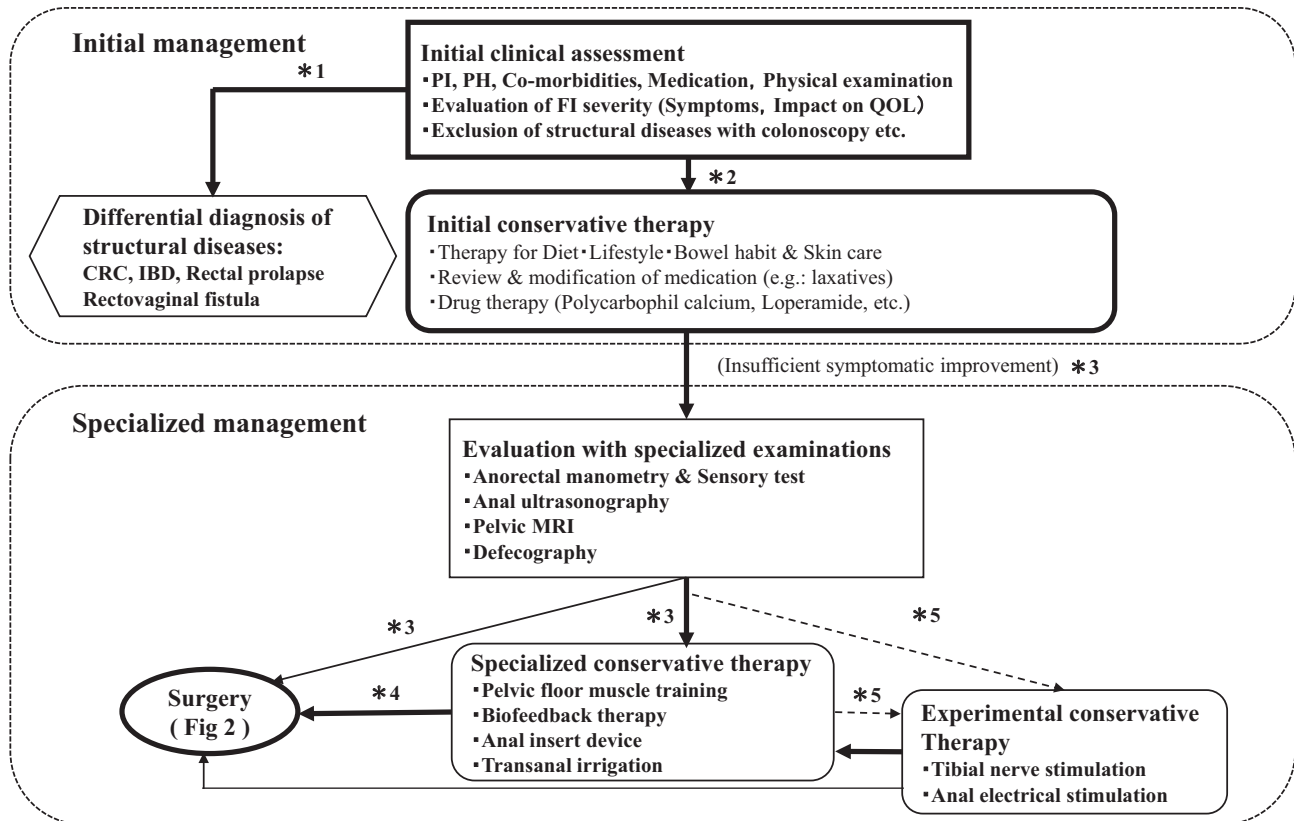 Initial management
Initial clinical assessment
・PI, PH, Co-morbidities, Medication, Physical examination
・Evaluation of FI severity (Symptoms, Impact on QOL)
・Exclusion of structural diseases with colonoscopy etc.
*1
*2
Differential diagnosis of
structural diseases:
CRC, IBD, Rectal prolapse
Rectovaginal fistula
Initial conservative therapy
・Therapy for Diet・Lifestyle・Bowel habit & Skin care
・Review & modification of medication (e.g.: laxatives)
・Drug therapy (Polycarbophil calcium, Loperamide, etc.)
(Insufficient symptomatic improvement) *3
Specialized management
Evaluation with specialized examinations
・Anorectal manometry & Sensory test
・Anal ultrasonography
・Pelvic MRI
・Defecography
*3
*3
*5
Surgery
( Fig 2 )
*4
Specialized conservative therapy
・Pelvic floor muscle training
・Biofeedback therapy
・Anal insert device
・Transanal irrigation
*5
Experimental conservative
Therapy
・Tibial nerve stimulation
・Anal electrical stimulation